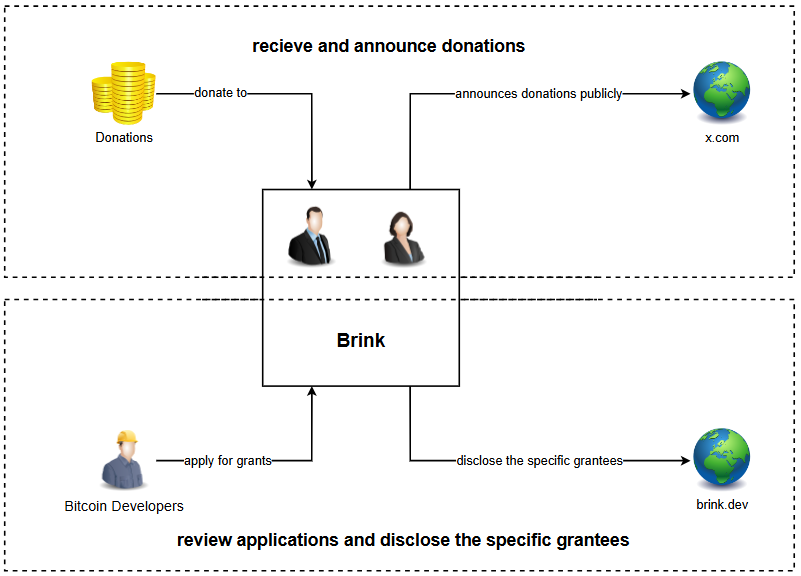 recieve and announce donations
donate to
announces donations publicly
Donations
x.com
Brink
apply for grants
disclose the specific grantees
Bitcoin Developers
brink.dev
review applications and disclose the specific grantees